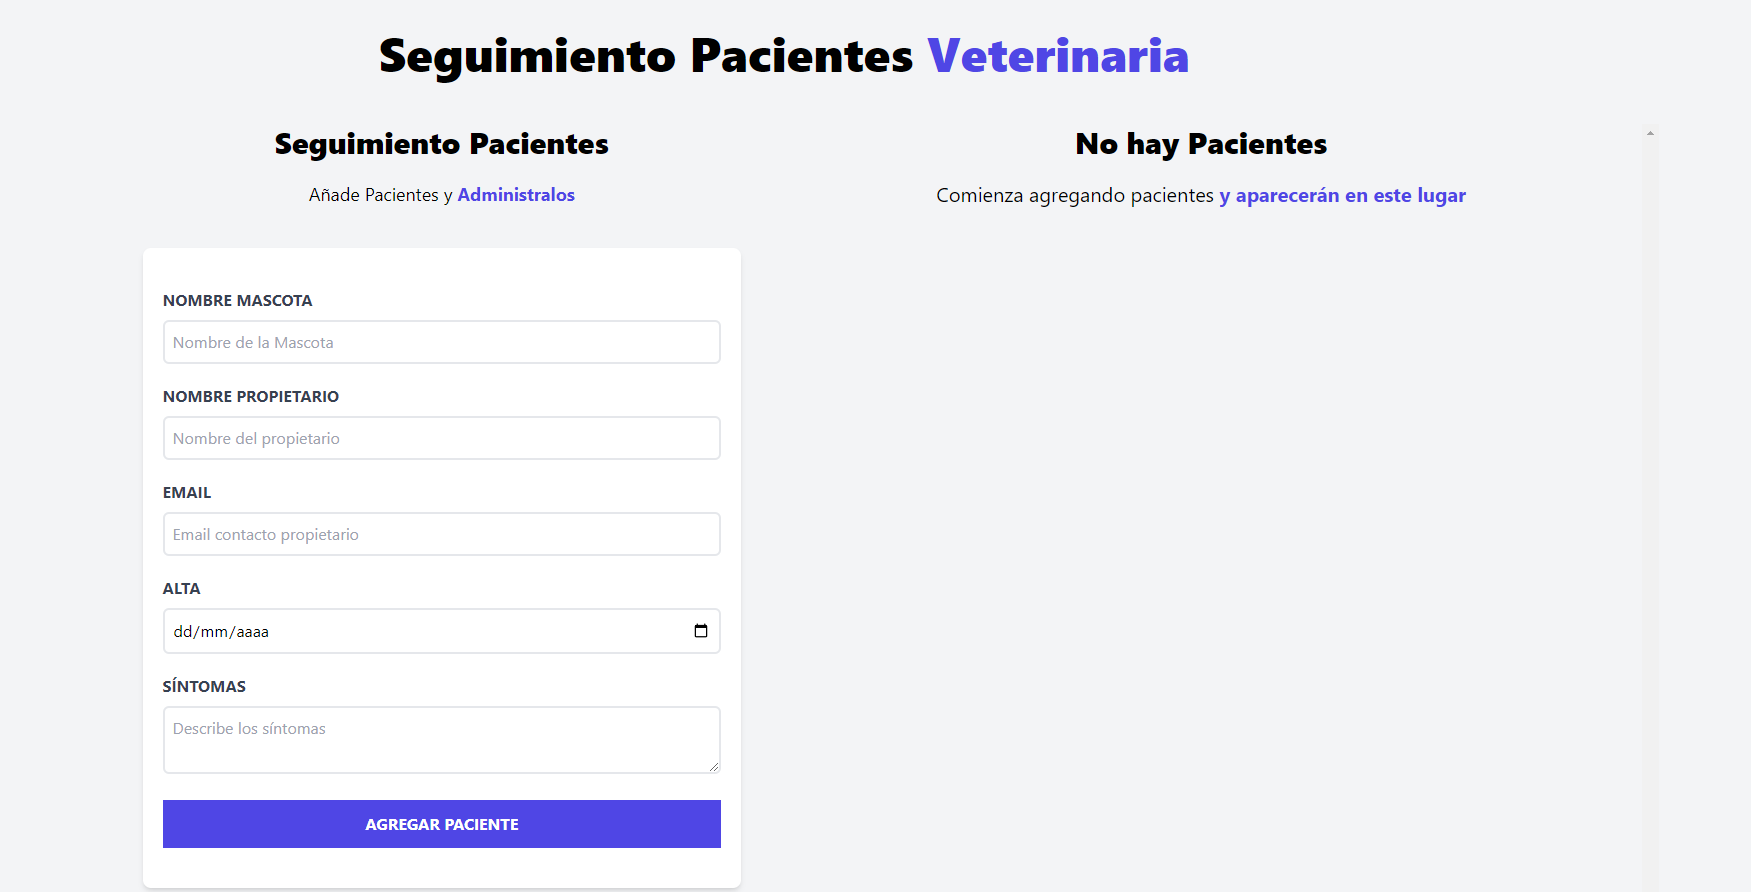 Seguimiento Pacientes Veterinaria
Seguimiento Pacientes
Añade Pacientes y Administralos
NOMBRE MASCOTA
Nombre de la Mascota
NOMBRE PROPIETARIO
Nombre del propietario
EMAIL
Email contacto propietario
ALTA
dd/mm/aaaa
SÍNTOMAS
Describe los síntomas
AGREGAR PACIENTE
No hay Pacientes
Comienza agregando pacientes y aparecerán en este lugar